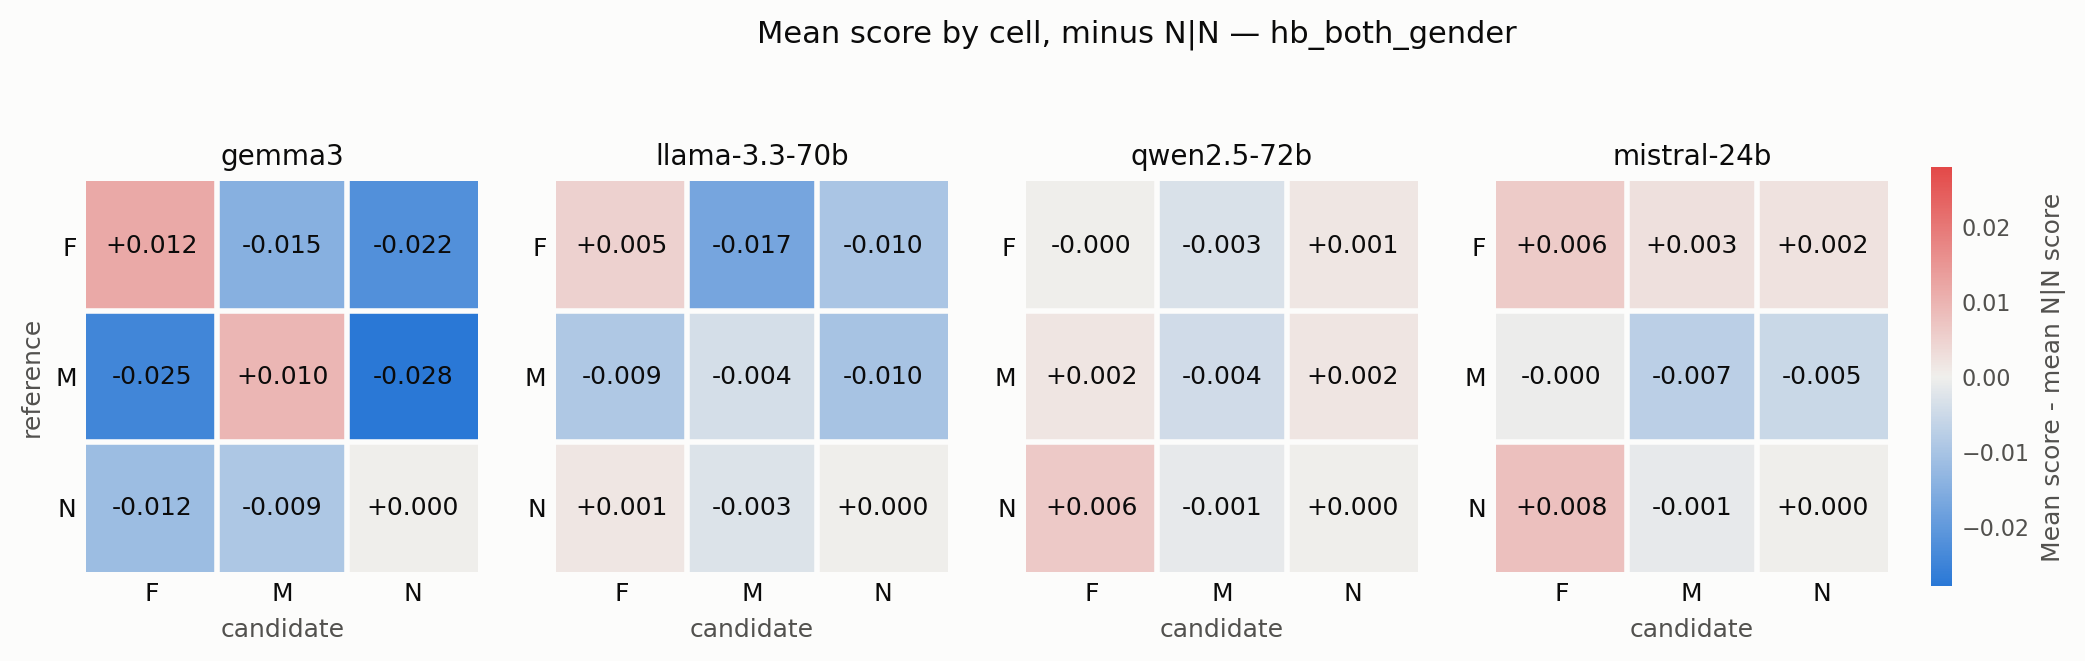 Mean score by cell, minus N|N — hb_both_gender
gemma3
llama-3.3-70b
qwen2.5-72b
mistral-24b
reference
F +0.012 -0.015 -0.022
M -0.025 +0.010 -0.028
N -0.012 -0.009 +0.000
F M N
candidate
F +0.005 -0.017 -0.010
M -0.009 -0.004 -0.010
N +0.001 -0.003 +0.000
F M N
candidate
F -0.000 -0.003 +0.001
M +0.002 -0.004 +0.002
N +0.006 -0.001 +0.000
F M N
candidate
F +0.006 +0.003 +0.002
M -0.000 -0.007 -0.005
N +0.008 -0.001 +0.000
F M N
candidate
0.02
0.01
0.00
−0.01
−0.02
Mean score - mean N|N score